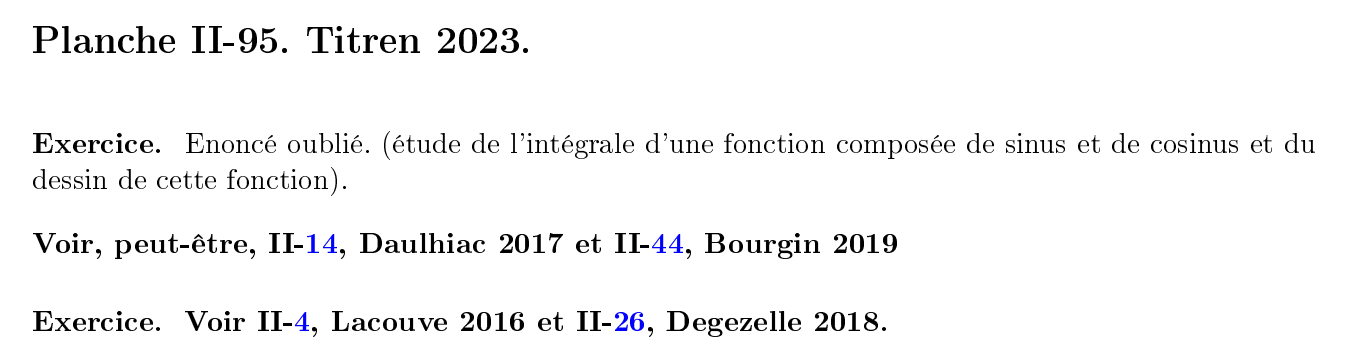 Planche II-95. Titren 2023.
Exercice. Enoncé oublié. (étude de l'intégrale d'une fonction composée de sinus et de cosinus et du
dessin de cette fonction).
Voir, peut-être, II-14, Daulhiac 2017 et II-44, Bourgin 2019
Exercice. Voir II-4, Lacouve 2016 et II-26, Degezelle 2018.